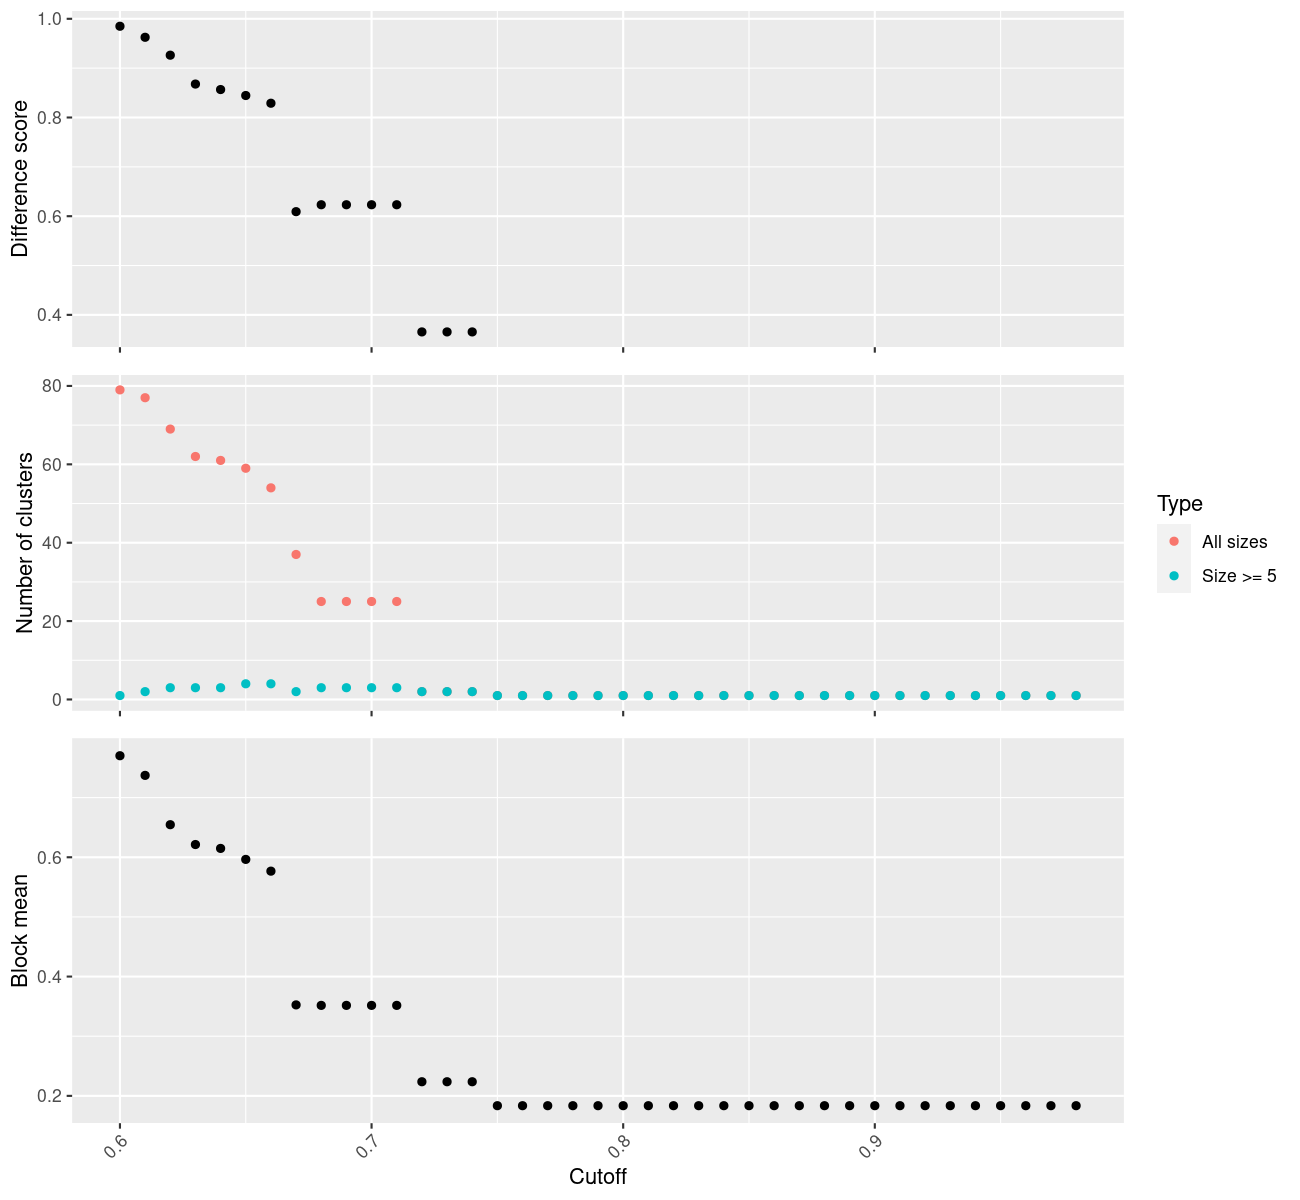 1.0
0.8
0.6
0.4
Difference score
80
60
40
20
0
Number of clusters
Type
All sizes
Size >= 5
0.6
0.4
0.2
Block mean
0.6
0.7
0.8
0.9
Cutoff